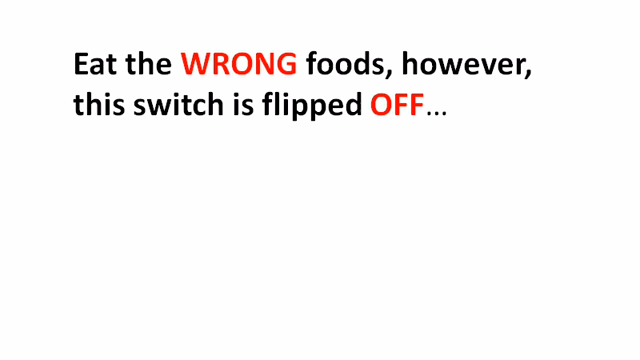 Eat the WRONG foods, however,
this switch is flipped OFF...